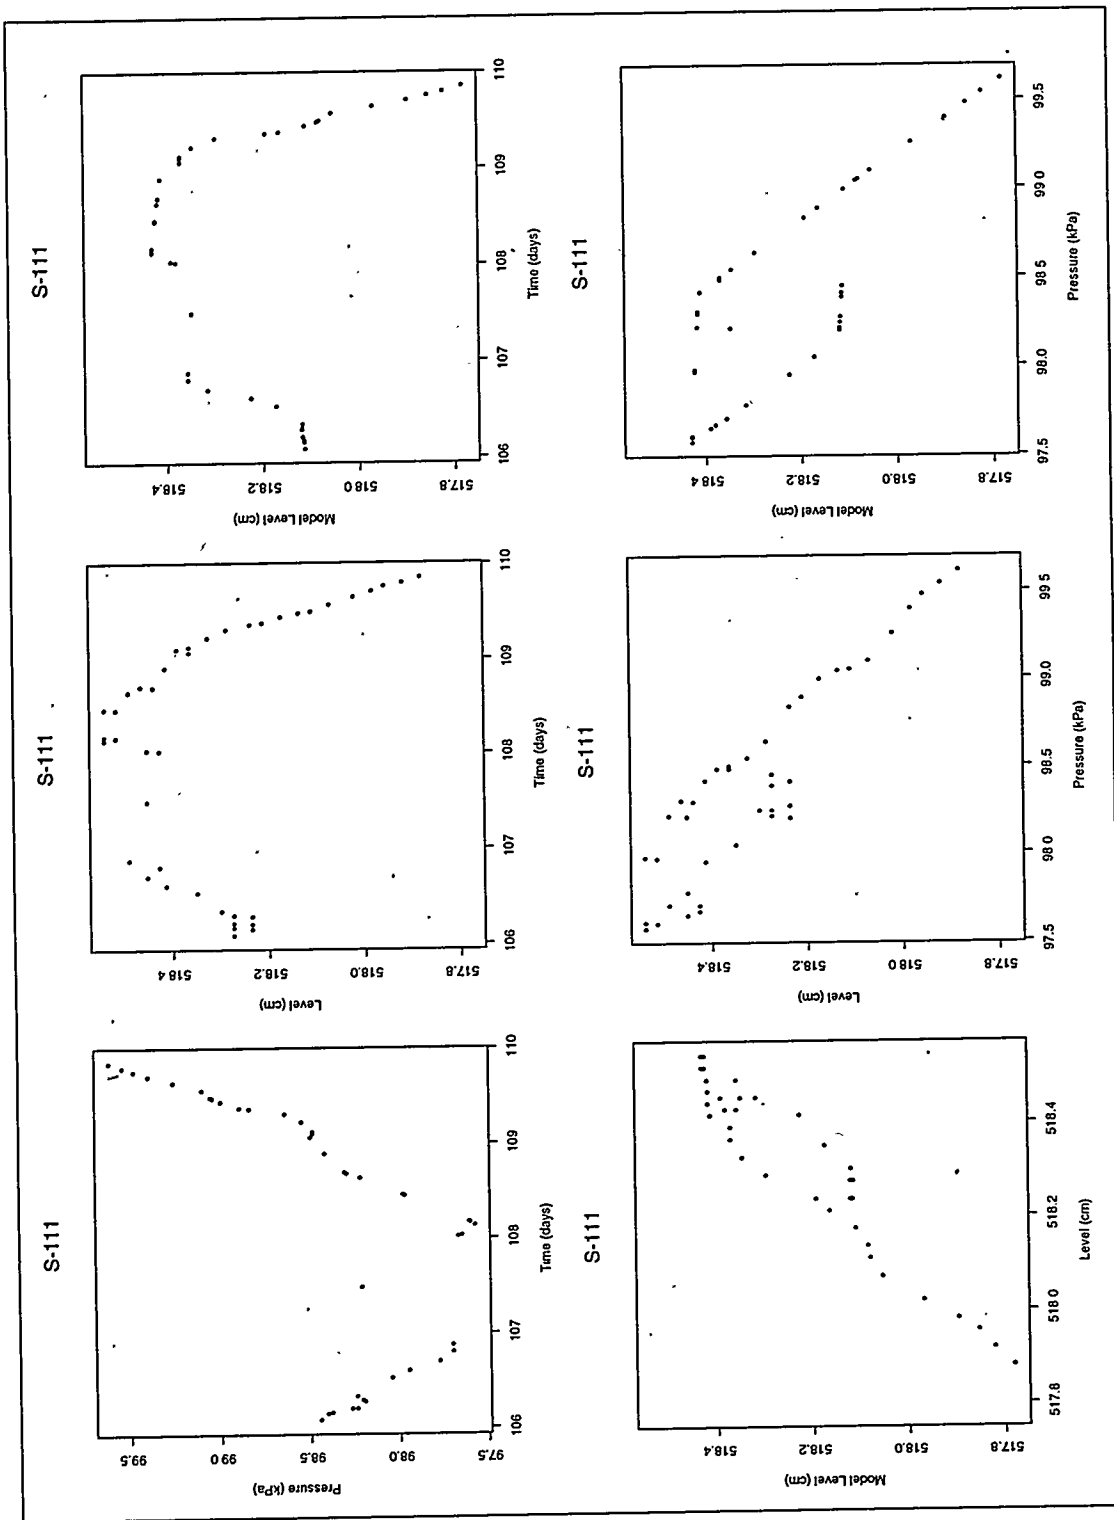 S-111
Pressure (kPa)
99.5
99.0
98.5
98.0
97.5
106 107 108 109 110
Time (days)
S-111
Level (cm)
518.4
518.2
518.0
517.8
106 107 108 109 110
Time (days)
S-111
Model Level (cm)
518.4
518.2
518.0
517.8
106 107 108 109 110
Time (days)
S-111
Model Level (cm)
518.4
518.2
518.0
517.8
517.8 518.0 518.2 518.4
Level (cm)
S-111
Level (cm)
518.4
518.2
518.0
517.8
97.5 98.0 98.5 99.0 99.5
Pressure (kPa)
S-111
Model Level (cm)
518.4
518.2
518.0
517.8
97.5 98.0 98.5 99.0 99.5
Pressure (kPa)